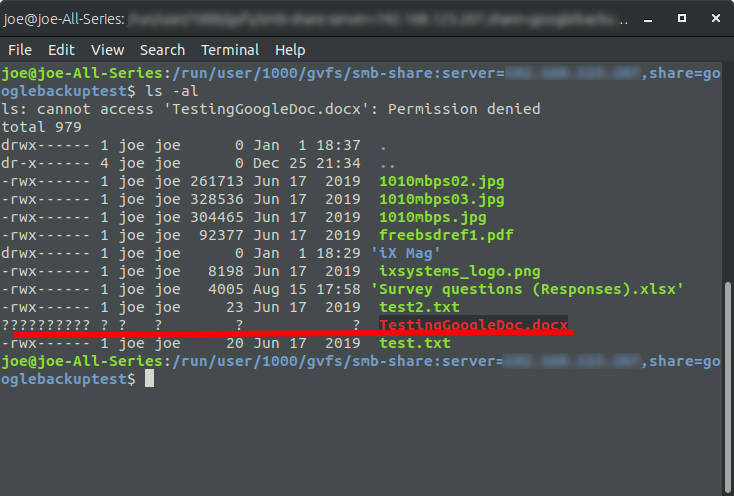 joe@joe-All-Series:
File Edit View Search Terminal Help
joe@joe-All-Series:/run/user/1000/gvfs/smb-share:server= ,share=go
oglebackuptest$ ls -al
ls: cannot access 'TestingGoogleDoc.docx': Permission denied
total 979
drwx------ 1 joe joe      0 Jan  1 18:37  .
dr-x------ 4 joe joe      0 Dec 25 21:34  ..
-rwx------ 1 joe joe 261713 Jun 17  2019  1010mbps02.jpg
-rwx------ 1 joe joe 328536 Jun 17  2019  1010mbps03.jpg
-rwx------ 1 joe joe 304465 Jun 17  2019  1010mbps.jpg
-rwx------ 1 joe joe  92377 Jun 17  2019  freebsdref1.pdf
drwx------ 1 joe joe      0 Jan  1 18:29 'iX Mag'
-rwx------ 1 joe joe   8198 Jun 17  2019  ixsystems_logo.png
-rwx------ 1 joe joe   4005 Aug 15 17:58 'Survey questions (Responses).xlsx'
-rwx------ 1 joe joe     23 Jun 17  2019  test2.txt
?????????? ? ?   ?        ?            ?  TestingGoogleDoc.docx
-rwx------ 1 joe joe     20 Jun 17  2019  test.txt
joe@joe-All-Series:/run/user/1000/gvfs/smb-share:server= ,share=go
oglebackuptest$